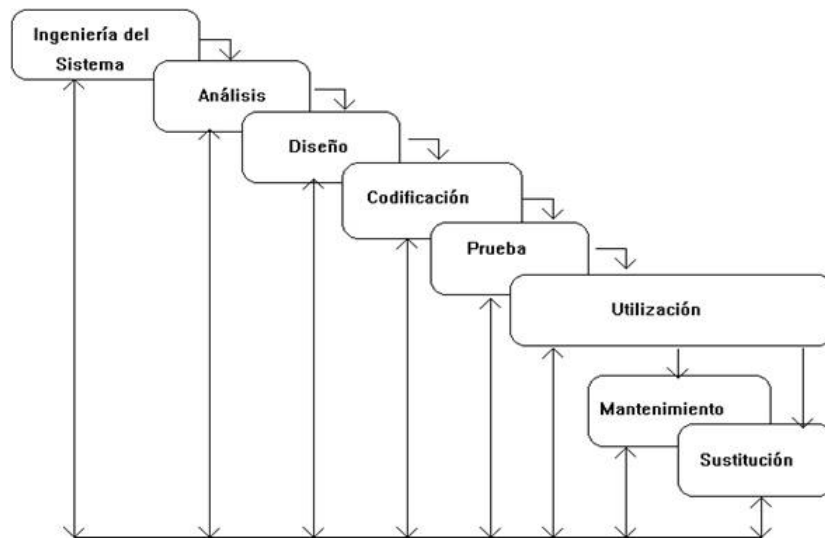 Ingeniería del
Sistema
Análisis
Diseño
Codificación
Prueba
Utilización
Mantenimiento
Sustitución